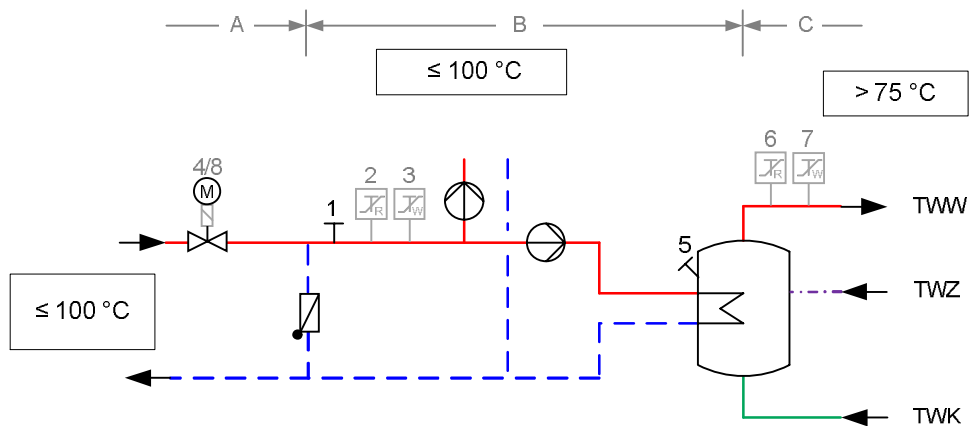 A B C
≤ 100 °C
> 75 °C
6 7
R W
4/8 2 3
M
R W
1
TWW
5
TWZ
≤ 100 °C
TWK